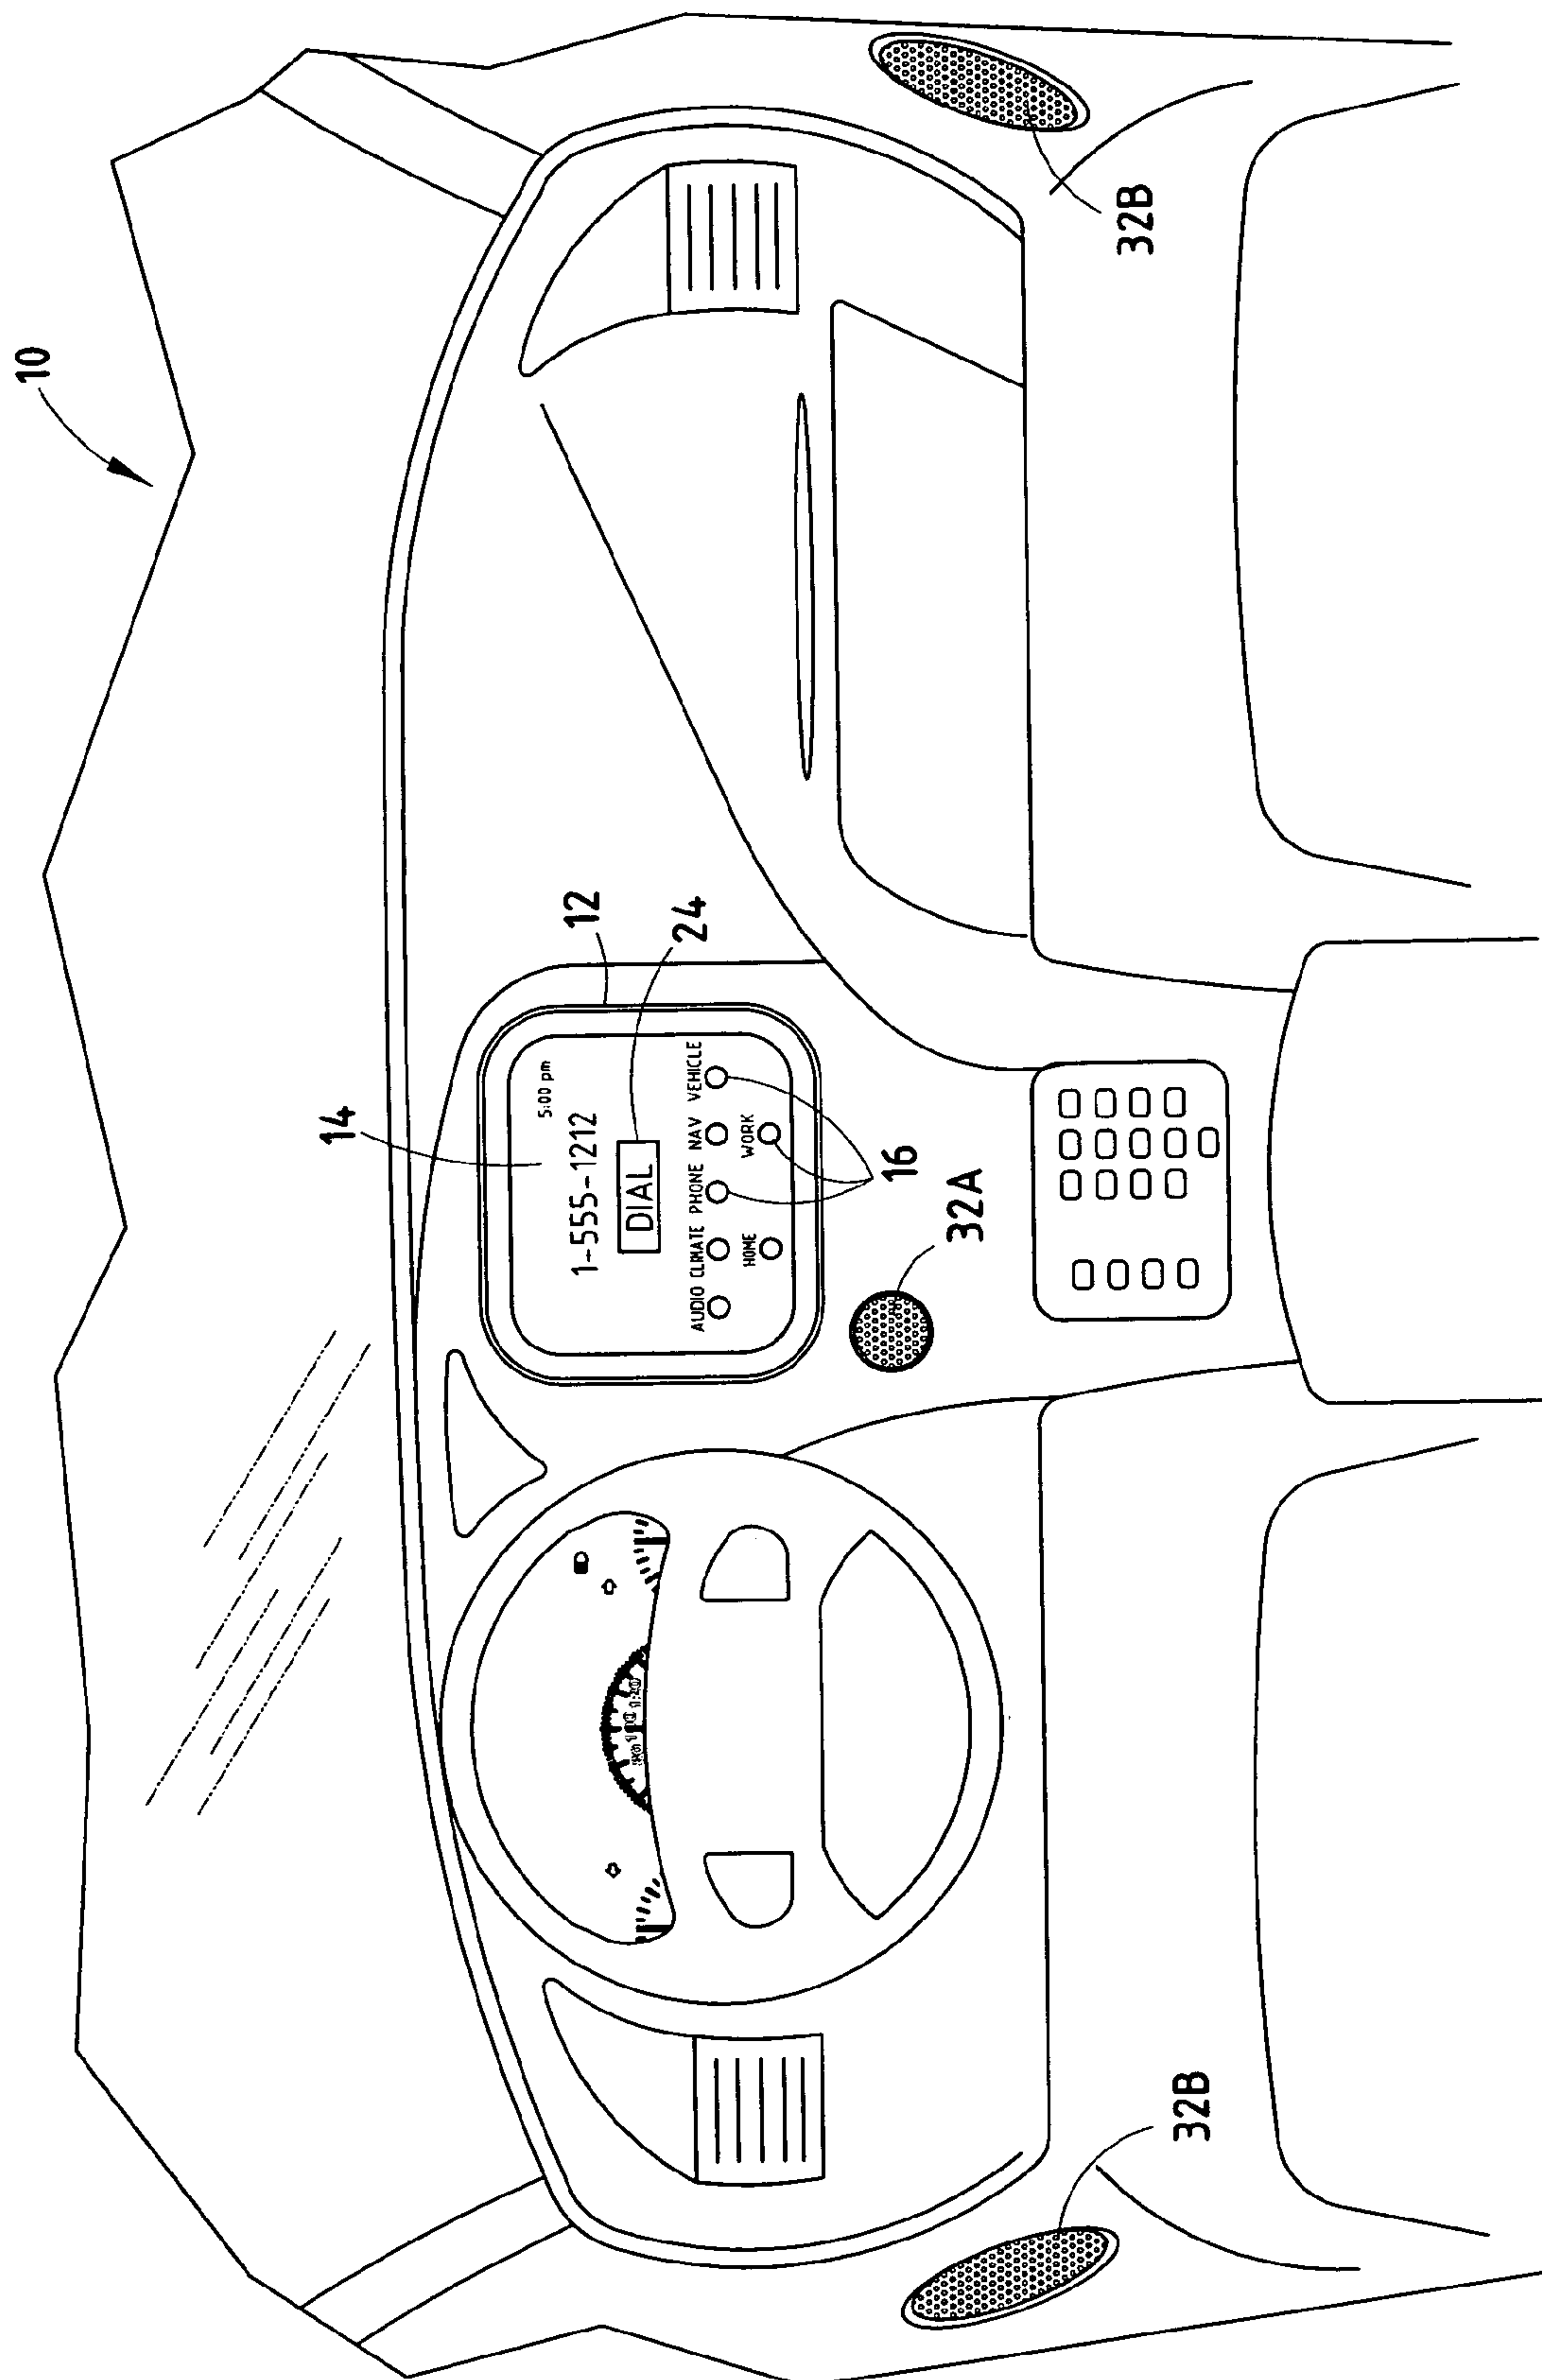 10
14
12
24
5:00 pm
1-555-1212
DIAL
AUDIO CLIMATE PHONE NAV VEHICLE
HOME WORK
16
32A
32B
32B